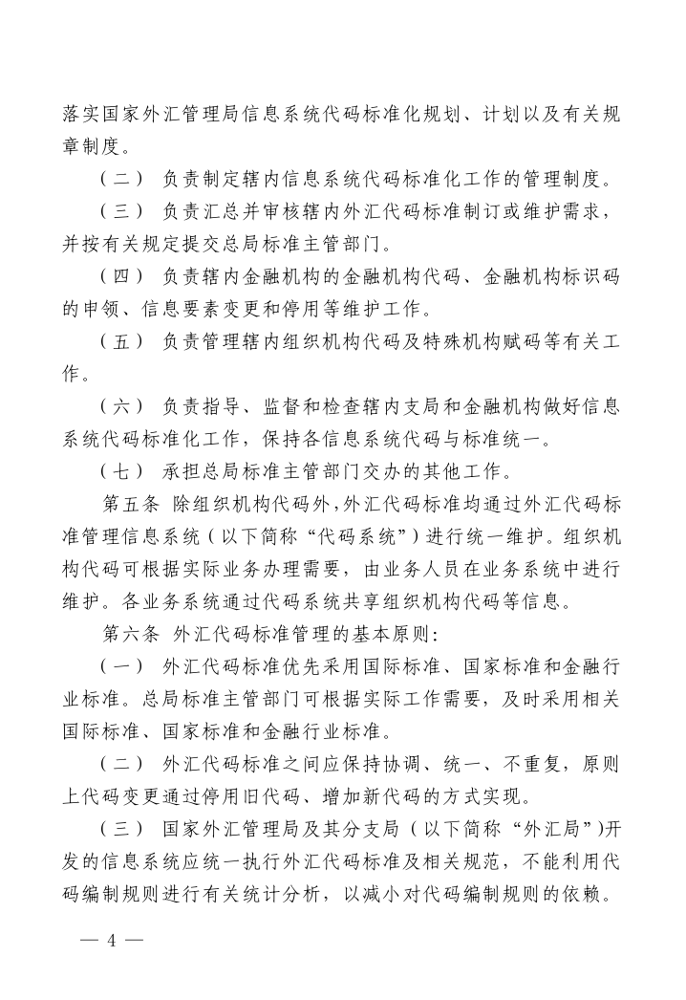 落实国家外汇管理局信息系统代码标准化规划、计划以及有关规
章制度。
（二） 负责制定辖内信息系统代码标准化工作的管理制度。
（三） 负责汇总并审核辖内外汇代码标准制订或维护需求，
并按有关规定提交总局标准主管部门。
（四） 负责辖内金融机构的金融机构代码、金融机构标识码
的申领、信息要素变更和停用等维护工作。
（五） 负责管理辖内组织机构代码及特殊机构赋码等有关工
作。
（六） 负责指导、监督和检查辖内支局和金融机构做好信息
系统代码标准化工作，保持各信息系统代码与标准统一。
（七） 承担总局标准主管部门交办的其他工作。
第五条 除组织机构代码外，外汇代码标准均通过外汇代码标
准管理信息系统（以下简称“代码系统”）进行统一维护。组织机
构代码可根据实际业务办理需要，由业务人员在业务系统中进行
维护。各业务系统通过代码系统共享组织机构代码等信息。
第六条 外汇代码标准管理的基本原则：
（一） 外汇代码标准优先采用国际标准、国家标准和金融行
业标准。总局标准主管部门可根据实际工作需要，及时采用相关
国际标准、国家标准和金融行业标准。
（二） 外汇代码标准之间应保持协调、统一、不重复，原则
上代码变更通过停用旧代码、增加新代码的方式实现。
（三） 国家外汇管理局及其分支局（以下简称“外汇局”）开
发的信息系统应统一执行外汇代码标准及相关规范，不能利用代
码编制规则进行有关统计分析，以减小对代码编制规则的依赖。
— 4 —